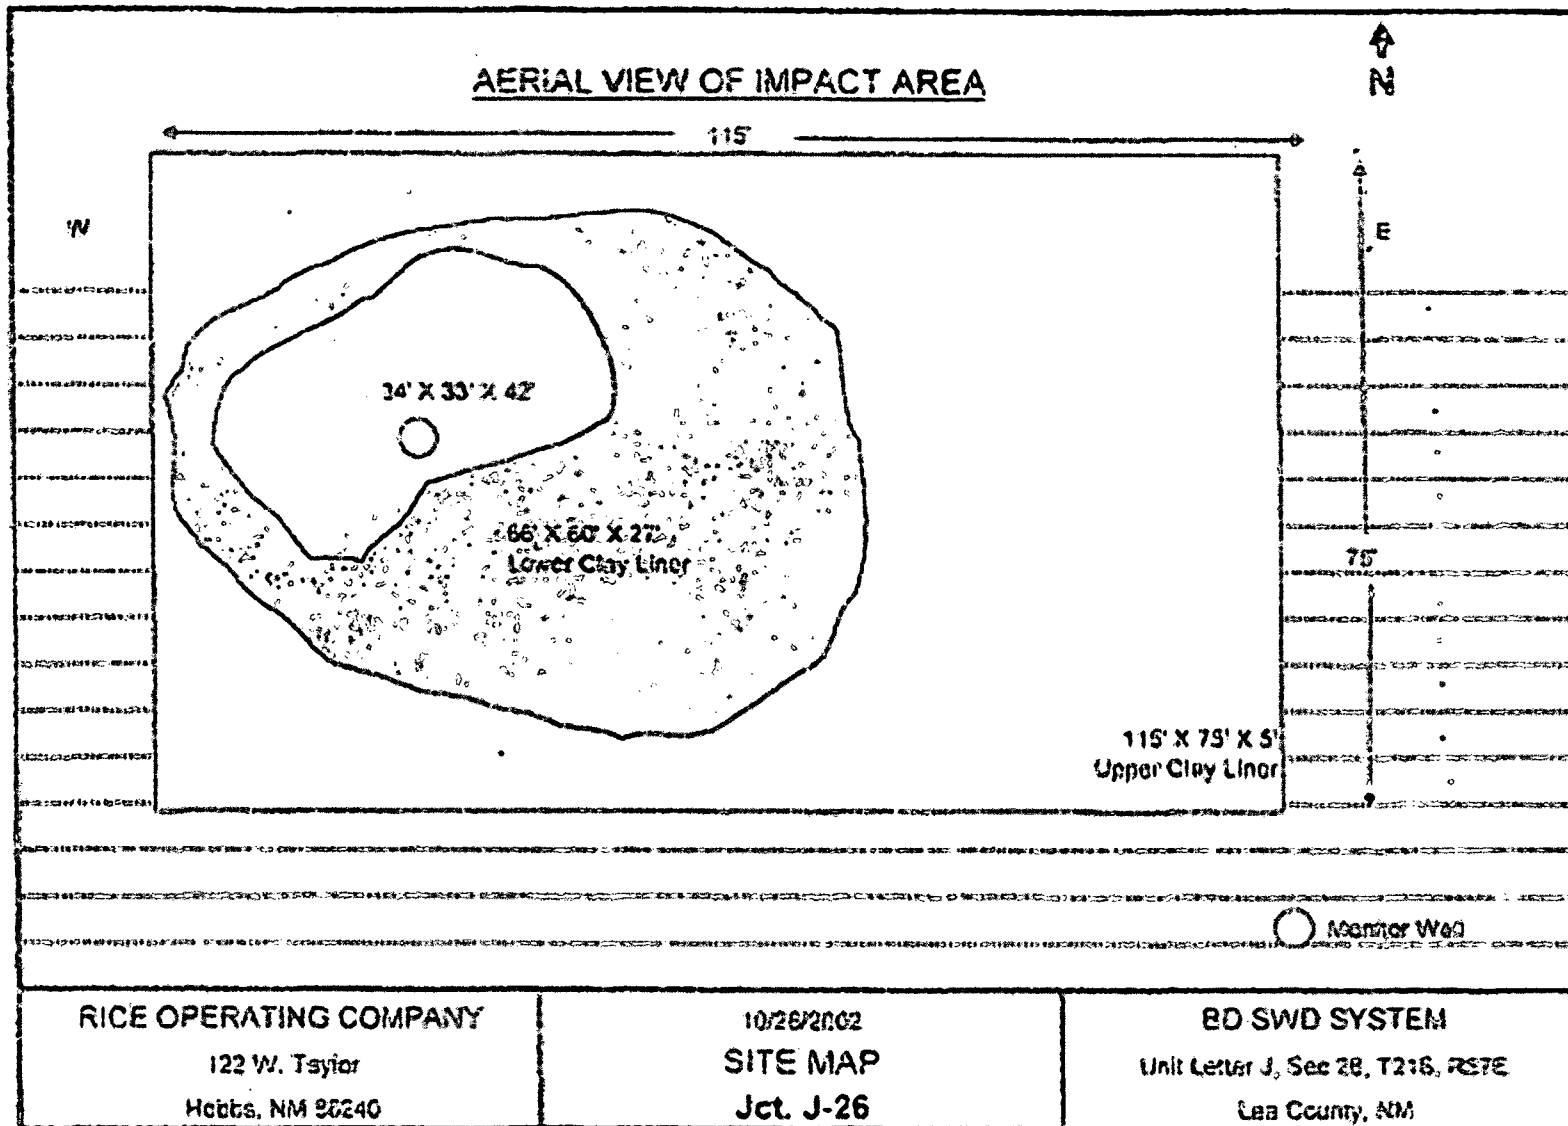 AERIAL VIEW OF IMPACT AREA
N
115'
W
E
34' X 33' X 42'
66' X 60' X 27'
Lower Clay Liner
75'
115' X 75' X 5'
Upper Clay Liner
Monitor Well
RICE OPERATING COMPANY
122 W. Taylor
Hobbs, NM 88240
10/26/2002
SITE MAP
Jct. J-26
BD SWD SYSTEM
Unit Letter J, Sec 26, T21S, R37E
Lea County, NM